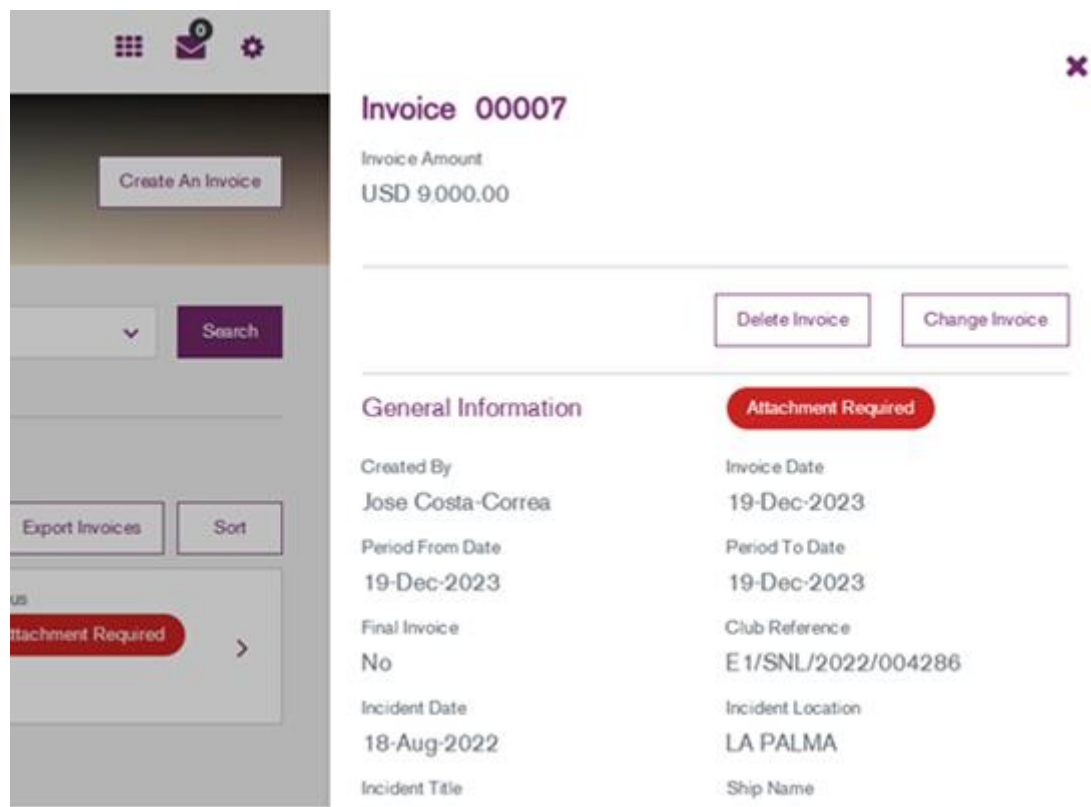 0
Create An Invoice
Search
Export Invoices
Sort
us
ttachment Required
Invoice 00007
Invoice Amount
USD 9,000.00
Delete Invoice
Change Invoice
General Information
Attachment Required
Created By
Invoice Date
Jose Costa-Correa
19-Dec-2023
Period From Date
Period To Date
19-Dec-2023
19-Dec-2023
Final Invoice
Club Reference
No
E1/SNL/2022/004286
Incident Date
Incident Location
18-Aug-2022
LA PALMA
Incident Title
Ship Name